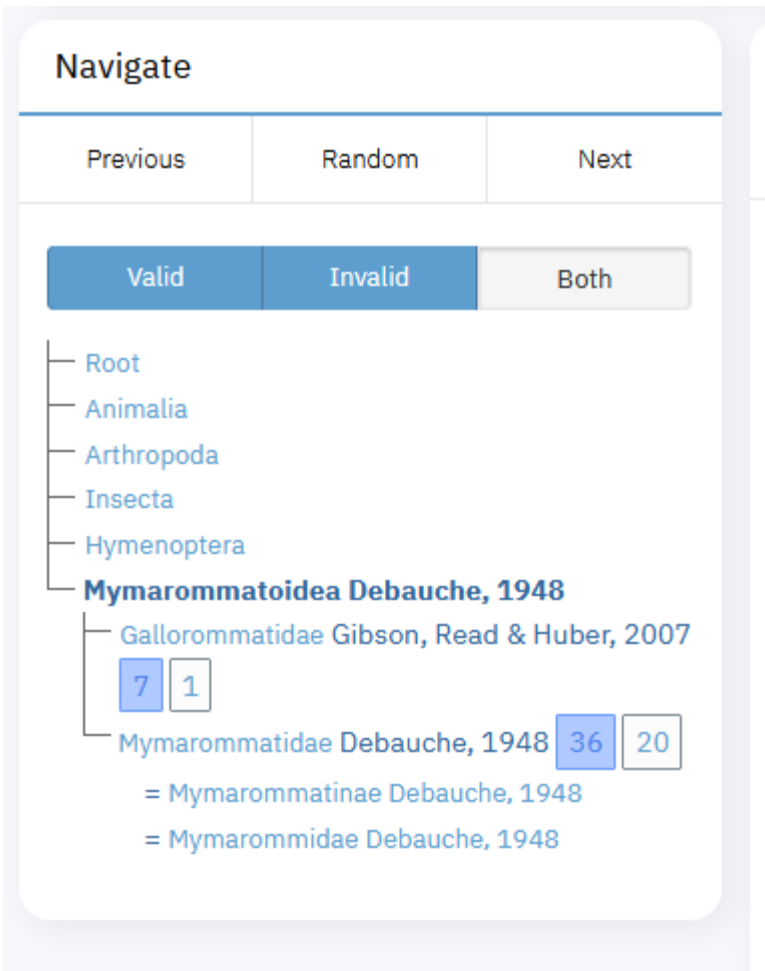 Navigate
Previous Random Next
Valid Invalid Both
Root
Animalia
Arthropoda
Insecta
Hymenoptera
Mymarommatoidea Debauche, 1948
Gallorommatidae Gibson, Read & Huber, 2007
7 1
Mymarommatidae Debauche, 1948 36 20
= Mymarommatinae Debauche, 1948
= Mymarommidae Debauche, 1948